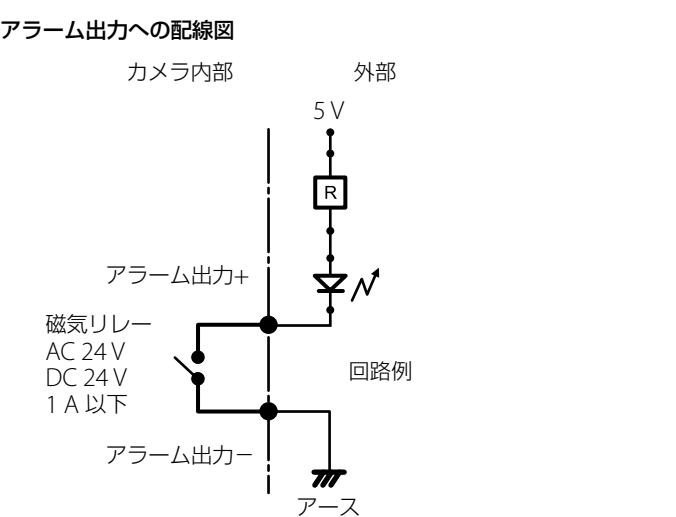 アラーム出力への配線図
カメラ内部
外部
5 V
R
アラーム出力+
磁気リレー
AC 24 V
DC 24 V
1 A 以下
回路例
アラーム出力−
アース